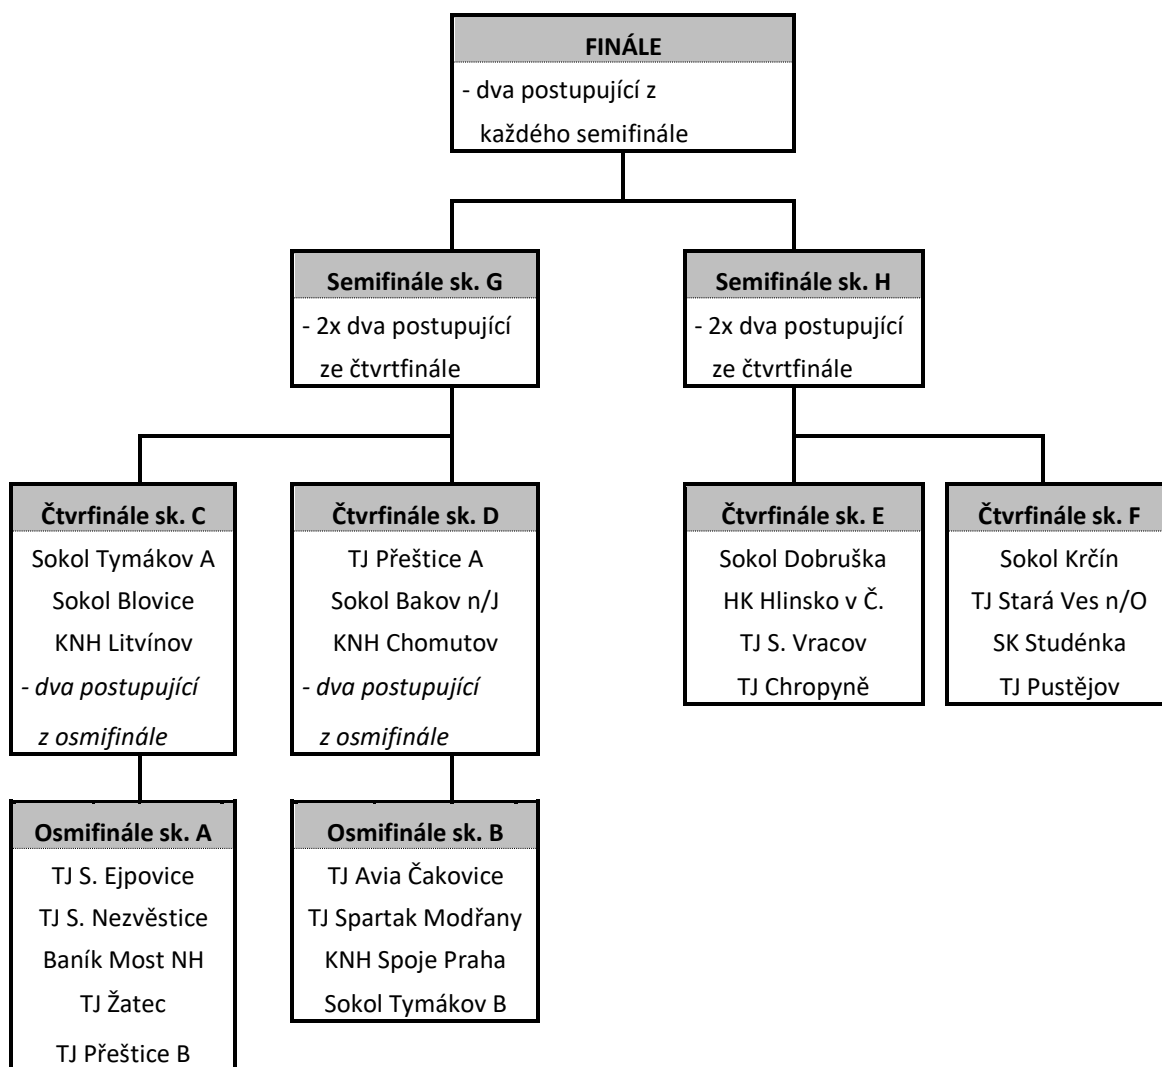 FINÁLE
- dva postupující z
každého semifinále
Semifinále sk. G
- 2x dva postupující
ze čtvrtfinále
Semifinále sk. H
- 2x dva postupující
ze čtvrtfinále
Čtvrfinále sk. C
Sokol Tymákov A
Sokol Blovice
KNH Litvínov
- dva postupující
z osmifinále
Čtvrfinále sk. D
TJ Přeštice A
Sokol Bakov n/J
KNH Chomutov
- dva postupující
z osmifinále
Čtvrfinále sk. E
Sokol Dobruška
HK Hlinsko v Č.
TJ S. Vracov
TJ Chropyně
Čtvrfinále sk. F
Sokol Krčín
TJ Stará Ves n/O
SK Studénka
TJ Pustějov
Osmifinále sk. A
TJ S. Ejpovice
TJ S. Nezvěstice
Baník Most NH
TJ Žatec
TJ Přeštice B
Osmifinále sk. B
TJ Avia Čakovice
TJ Spartak Modřany
KNH Spoje Praha
Sokol Tymákov B